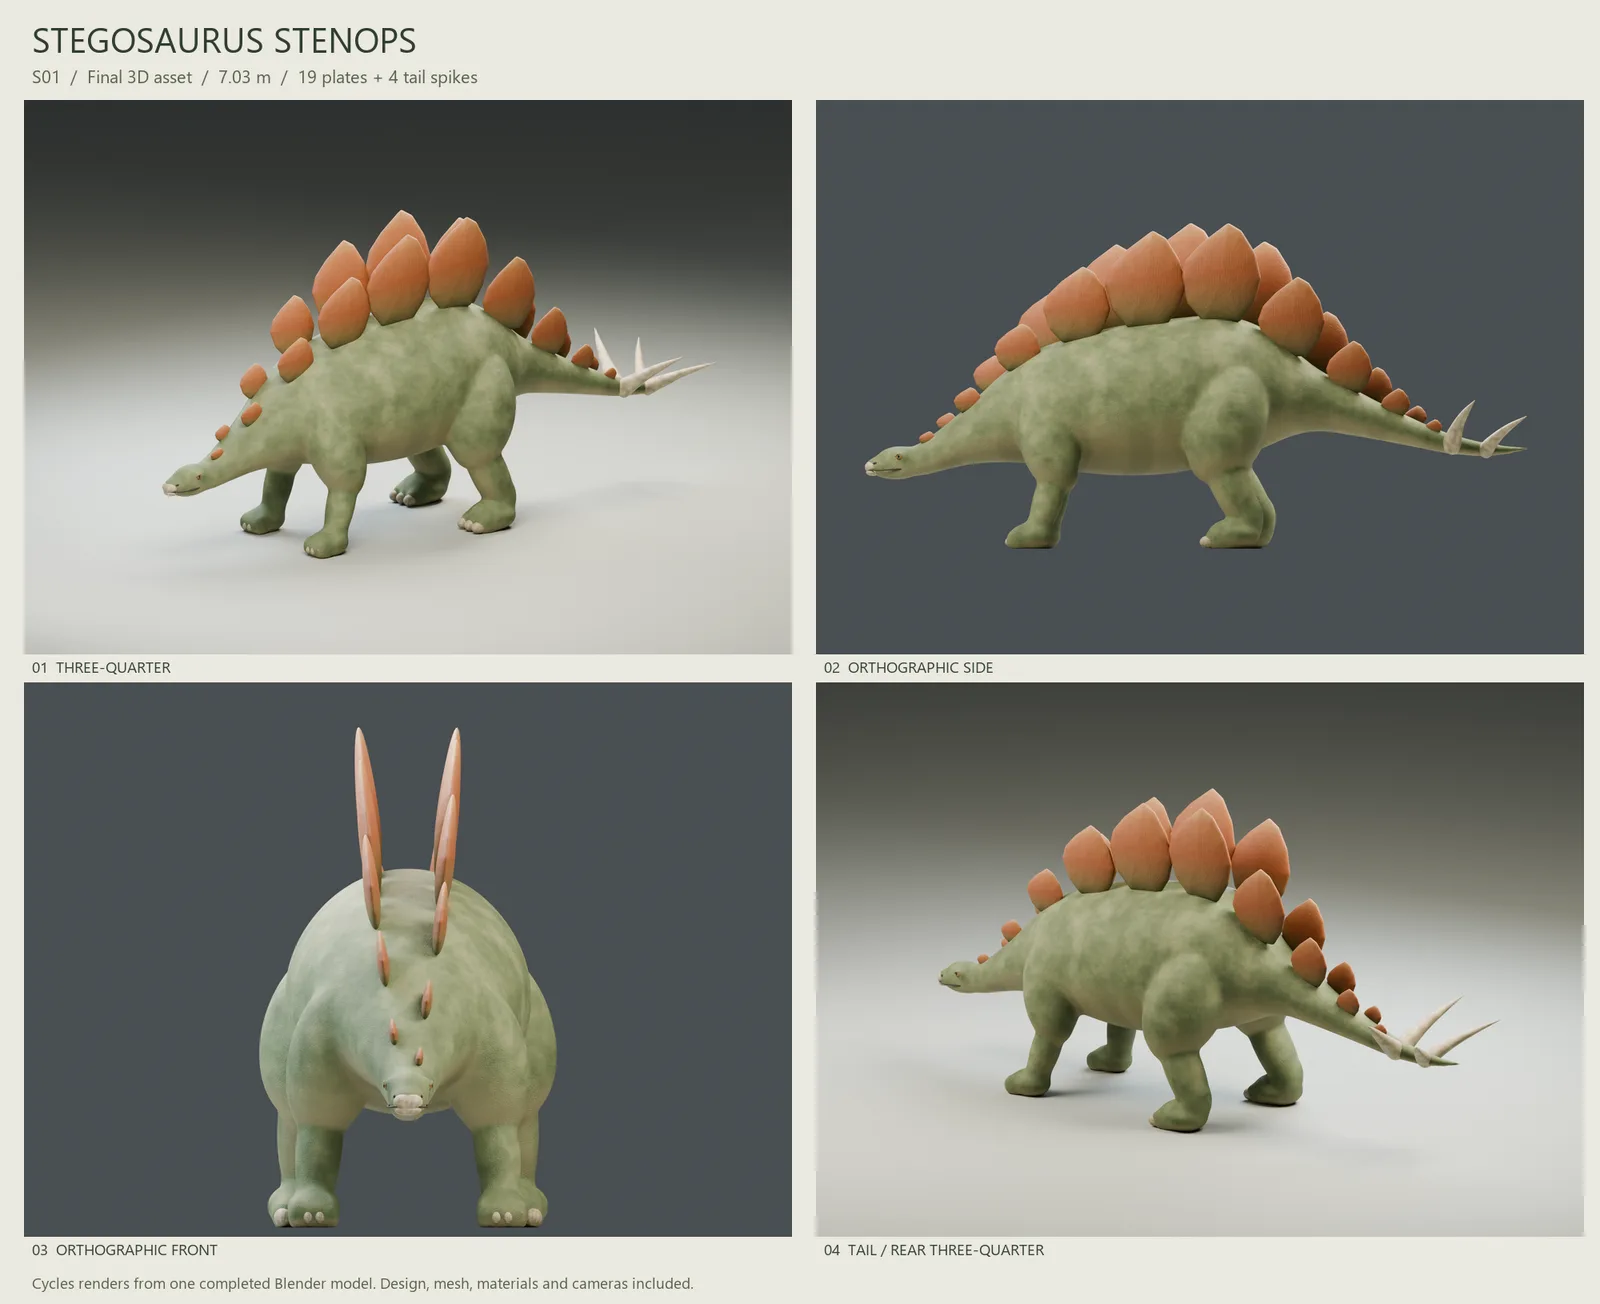 STEGOSAURUS STENOPS
S01 / Final 3D asset / 7.03 m / 19 plates + 4 tail spikes
01 THREE-QUARTER
02 ORTHOGRAPHIC SIDE
03 ORTHOGRAPHIC FRONT
04 TAIL / REAR THREE-QUARTER
Cycles renders from one completed Blender model. Design, mesh, materials and cameras included.